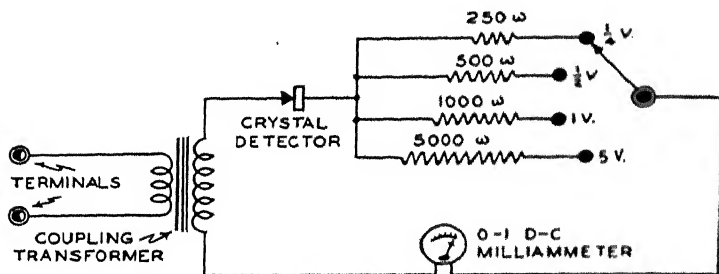 250 ω
1/4 V.
500 ω
1/2 V
1000 ω
1 V.
5000 ω
5 V.
CRYSTAL
DETECTOR
TERMINALS
COUPLING
TRANSFORMER
0-1 D-C
MILLIAMMETER